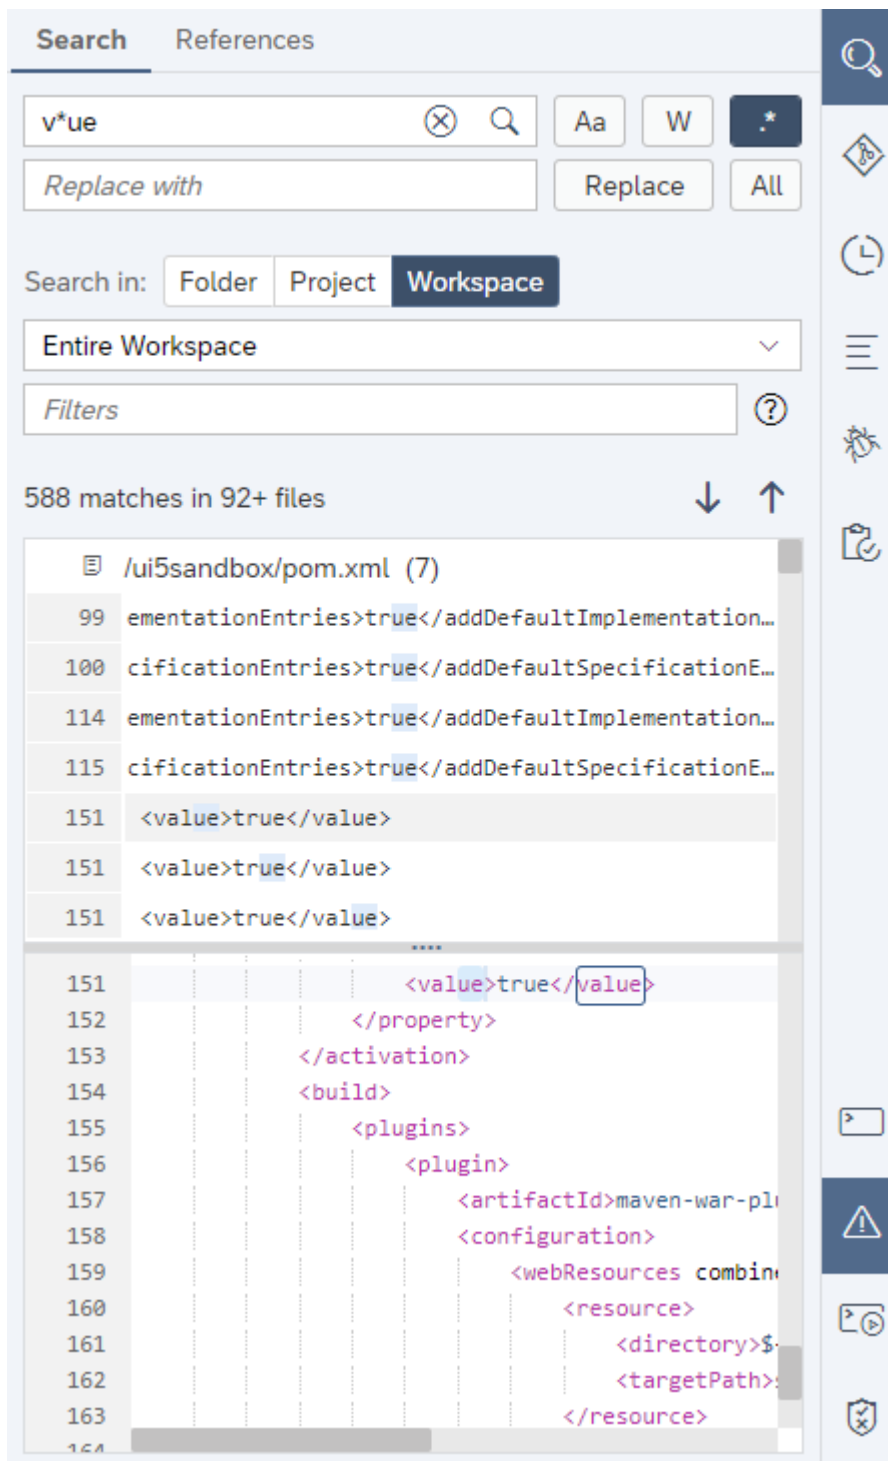 Search References
v*ue Aa W .*
Replace with Replace All
Search in: Folder Project Workspace
Entire Workspace
Filters
588 matches in 92+ files
/ui5sandbox/pom.xml (7)
99 ementationEntries>true</addDefaultImplementation…
100 cificationEntries>true</addDefaultSpecificationE…
114 ementationEntries>true</addDefaultImplementation…
115 cificationEntries>true</addDefaultSpecificationE…
151 <value>true</value>
151 <value>true</value>
151 <value>true</value>
151 <value>true</value>
152 </property>
153 </activation>
154 <build>
155 <plugins>
156 <plugin>
157 <artifactId>maven-war-plu
158 <configuration>
159 <webResources combine
160 <resource>
161 <directory>$
162 <targetPath>
163 </resource>
164